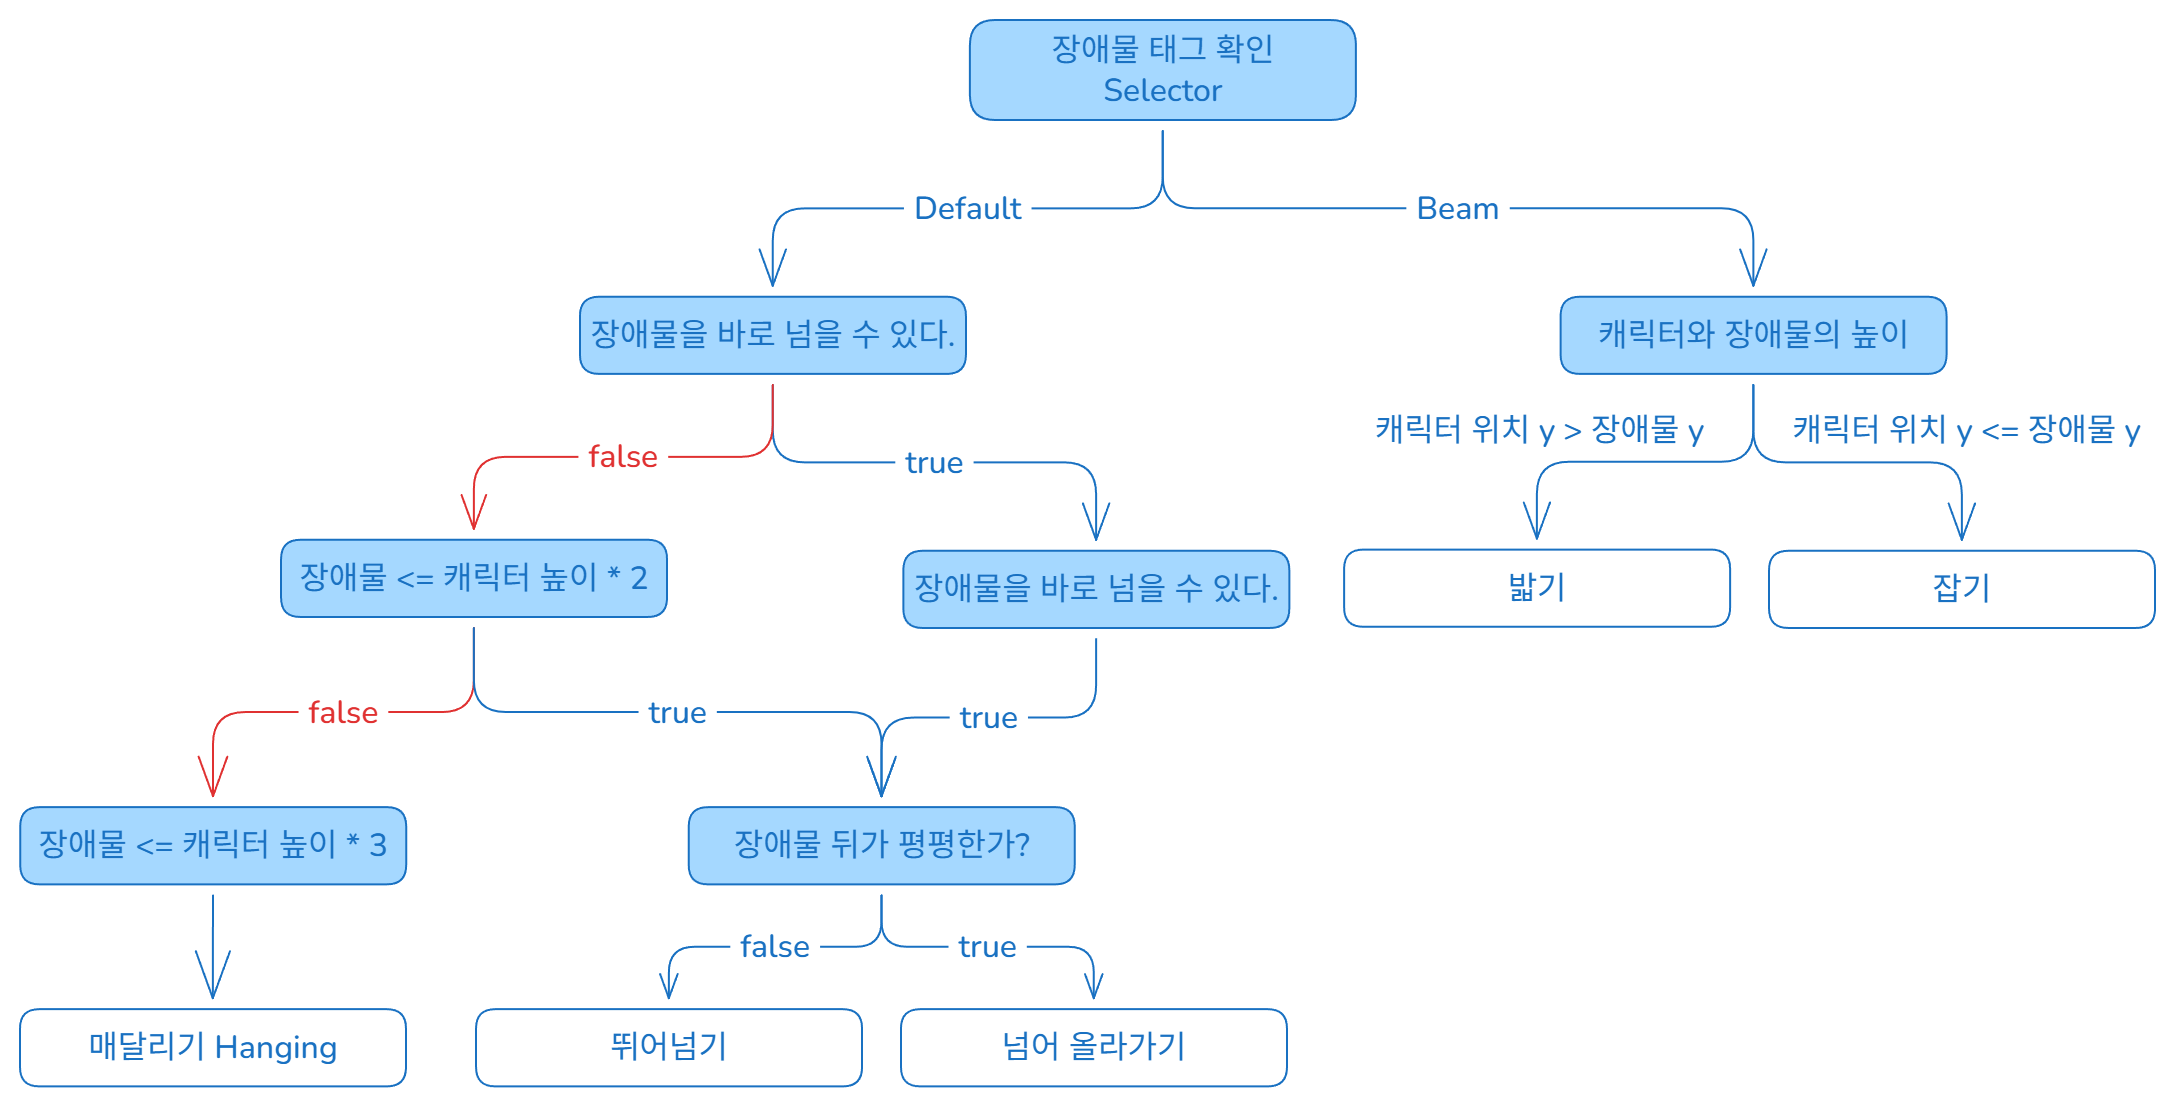 장애물 태그 확인
Selector
Default
Beam
장애물을 바로 넘을 수 있다.
캐릭터와 장애물의 높이
캐릭터 위치 y > 장애물 y
캐릭터 위치 y <= 장애물 y
false
true
장애물 <= 캐릭터 높이 * 2
장애물을 바로 넘을 수 있다.
밟기
잡기
false
true
true
장애물 <= 캐릭터 높이 * 3
장애물 뒤가 평평한가?
false
true
매달리기 Hanging
뛰어넘기
넘어 올라가기